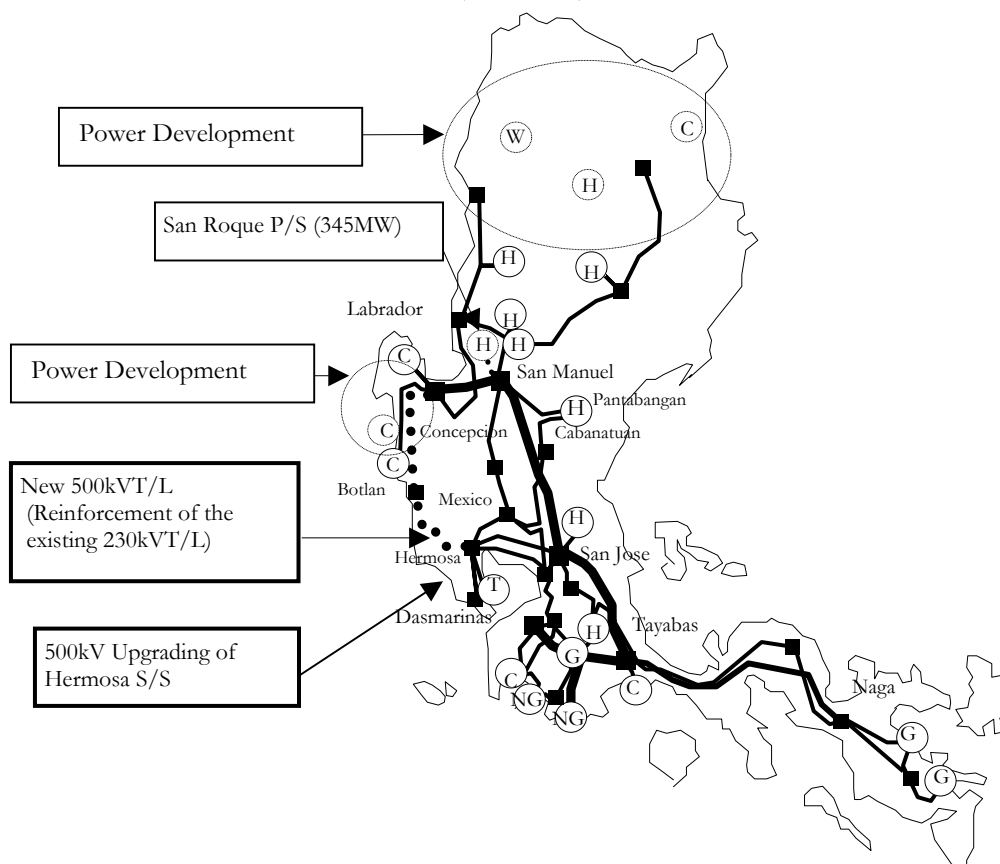 Power Development
W
C
H
San Roque P/S (345MW)
H
H
Labrador
H
H
H
C
San Manuel
Power Development
H
Pantabangan
C
Concepcion
Cabanatuan
C
New 500kVT/L
(Reinforcement of the
existing 230kVT/L)
Botlan
Mexico
H
Hermosa
San Jose
T
Dasmarinas
500kV Upgrading of
Hermosa S/S
H
Tayabas
G
C
NG
NG
C
Naga
G
G